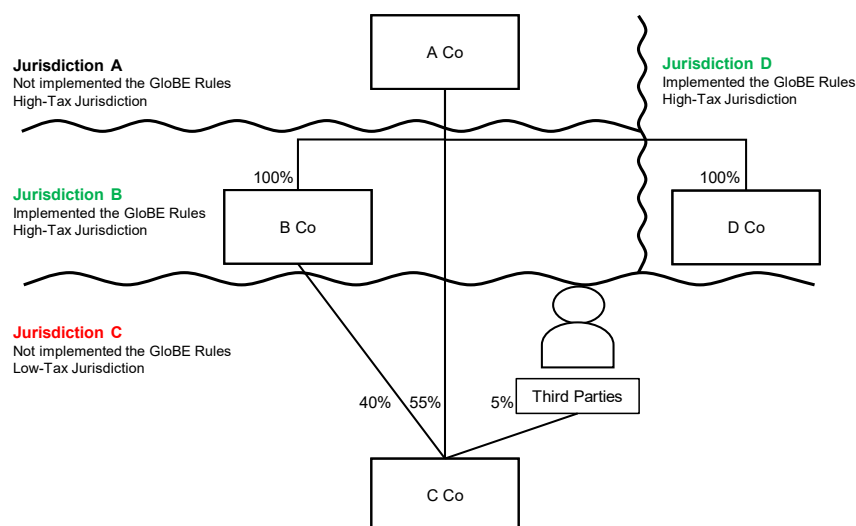 A Co
Jurisdiction A
Not implemented the GloBE Rules
High-Tax Jurisdiction
Jurisdiction D
Implemented the GloBE Rules
High-Tax Jurisdiction
100%
100%
Jurisdiction B
Implemented the GloBE Rules
High-Tax Jurisdiction
B Co
D Co
Jurisdiction C
Not implemented the GloBE Rules
Low-Tax Jurisdiction
40%
55%
5%
Third Parties
C Co